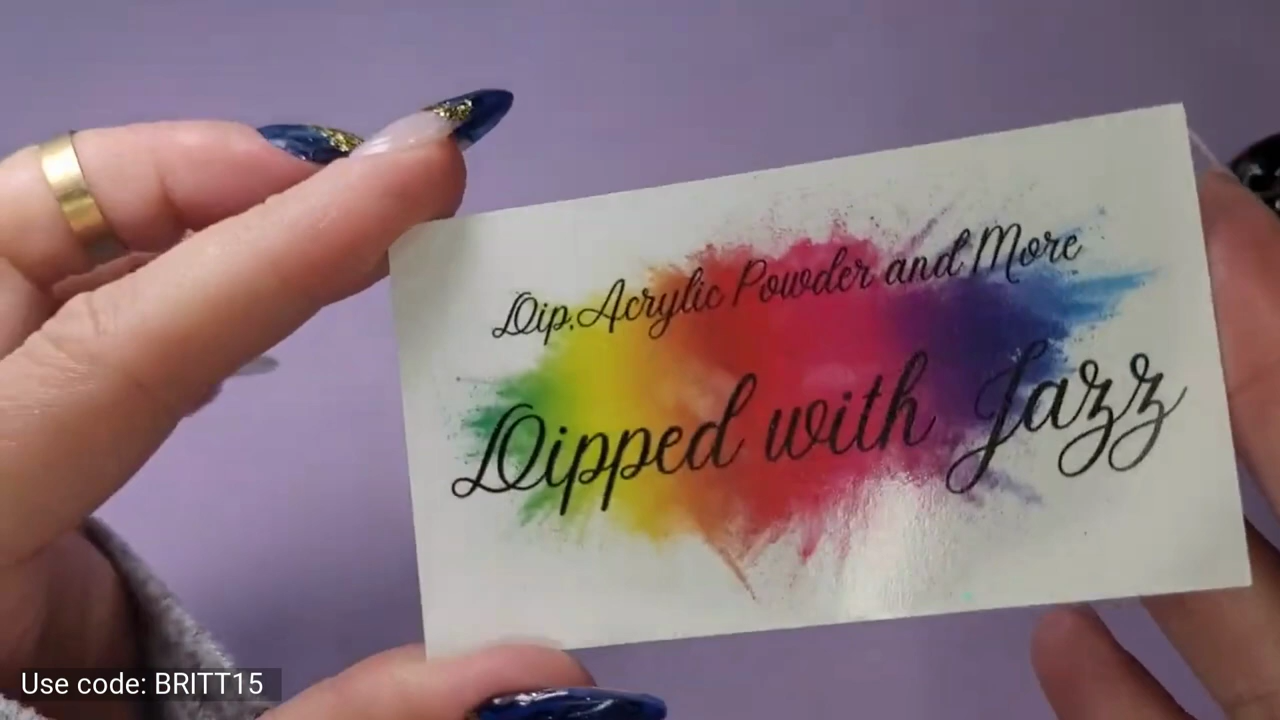 Dip, Acrylic Powder and More
Dipped with Jazz
Use code: BRITT15